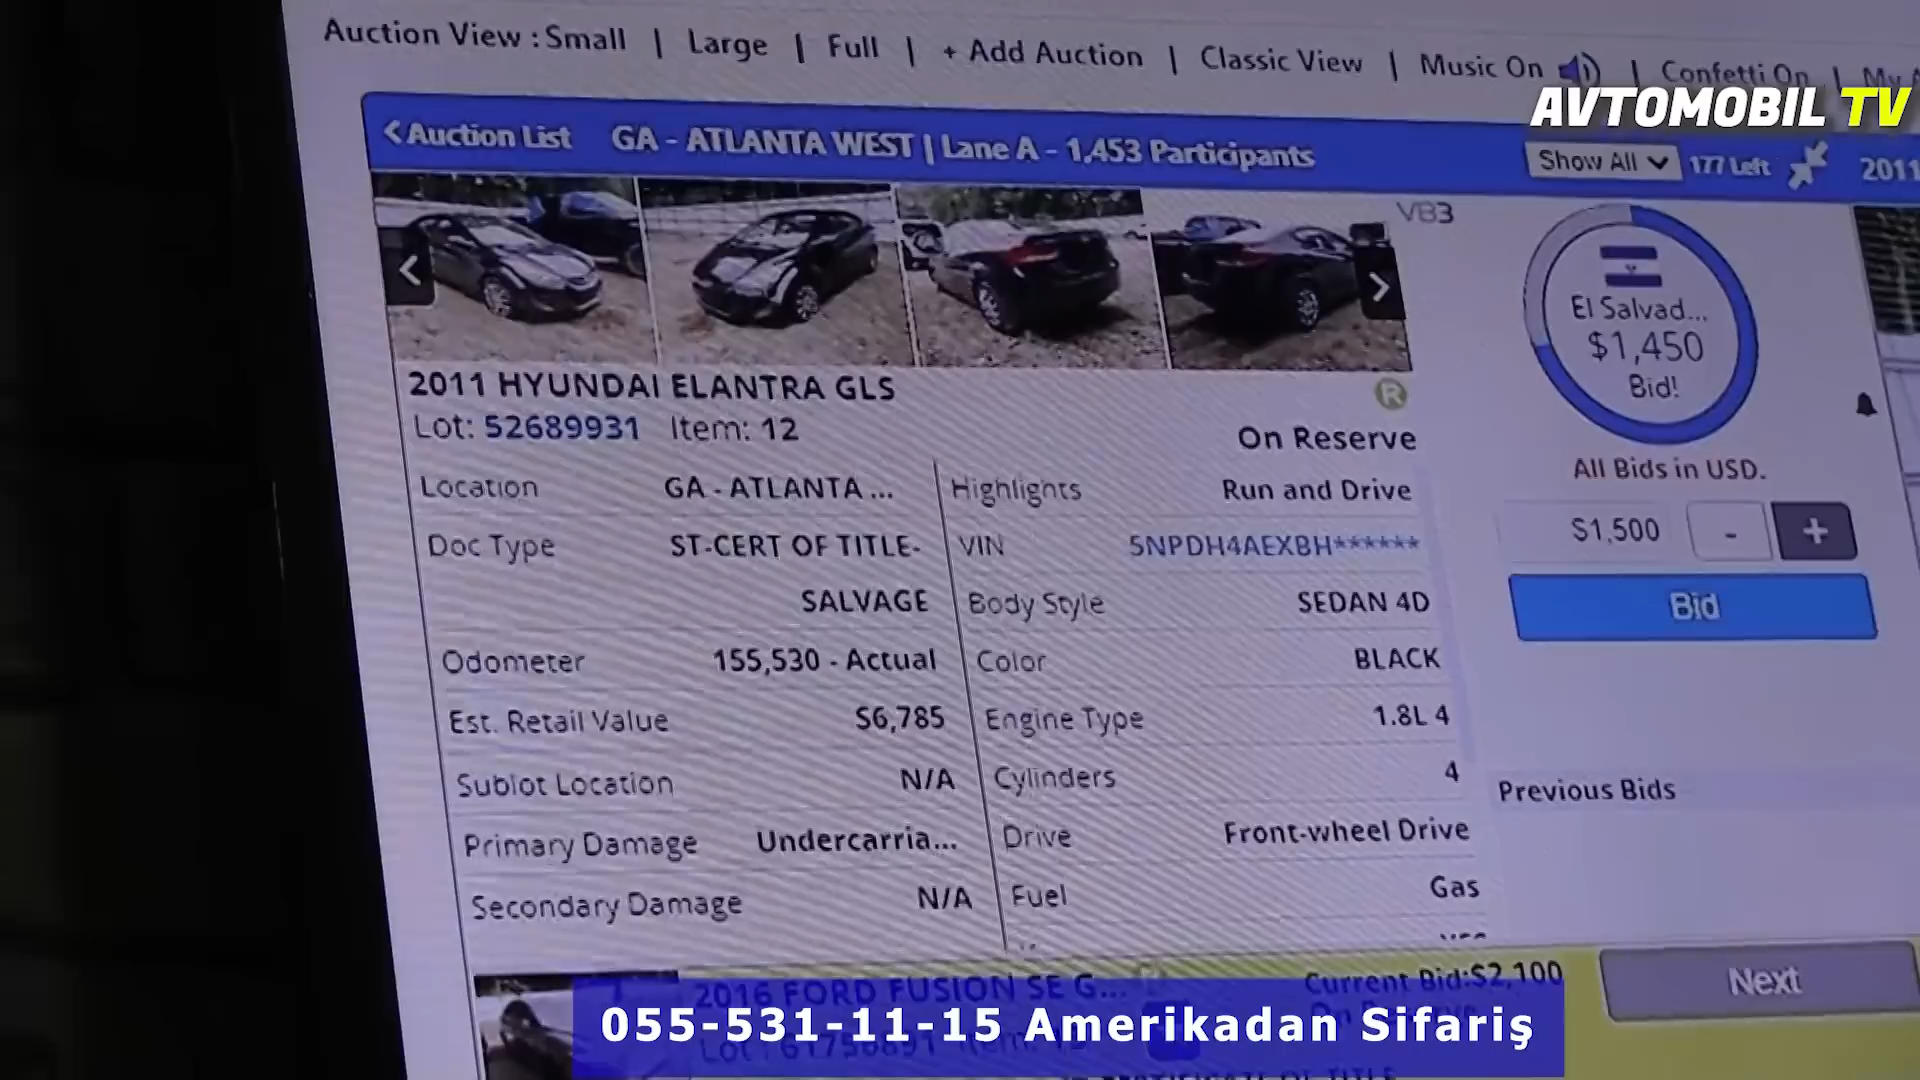 Auction View : Small | Large | Full | + Add Auction | Classic View | Music On | Confetti On | My A
AVTOMOBIL TV
<Auction List GA - ATLANTA WEST | Lane A - 1,453 Participants Show All 177 Left 2011
VB3
2011 HYUNDAI ELANTRA GLS
R
Lot: 52689931 Item: 12
On Reserve
Location GA - ATLANTA ...
Doc Type ST-CERT OF TITLE-
SALVAGE
Odometer 155,530 - Actual
Est. Retail Value $6,785
Sublot Location N/A
Primary Damage Undercarria...
Secondary Damage N/A
Highlights Run and Drive
VIN 5NPDH4AEXBH******
Body Style SEDAN 4D
Color BLACK
Engine Type 1.8L 4
Cylinders 4
Drive Front-wheel Drive
Fuel Gas
El Salvad...
$1,450
Bid!
All Bids in USD.
$1,500 - +
Bid
Previous Bids
2016 FORD FUSION SE G... Current Bid:$2,100
Next
055-531-11-15 Amerikadan Sifariş